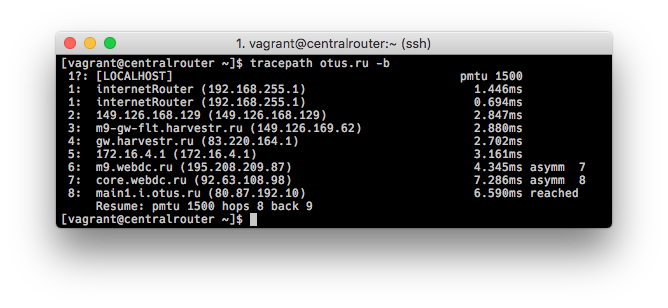 1. vagrant@centralrouter:~ (ssh)
[vagrant@centralrouter ~]$ tracepath otus.ru -b
1?: [LOCALHOST] pmtu 1500
1: internetRouter (192.168.255.1) 1.446ms
1: internetRouter (192.168.255.1) 0.694ms
2: 149.126.168.129 (149.126.168.129) 2.847ms
3: m9-gw-flt.harvestr.ru (149.126.169.62) 2.880ms
4: gw.harvestr.ru (83.220.164.1) 2.702ms
5: 172.16.4.1 (172.16.4.1) 3.161ms
6: m9.webdc.ru (195.208.209.87) 4.345ms asymm 7
7: core.webdc.ru (92.63.108.98) 7.286ms asymm 8
8: main1.i.otus.ru (80.87.192.10) 6.590ms reached
Resume: pmtu 1500 hops 8 back 9
[vagrant@centralrouter ~]$